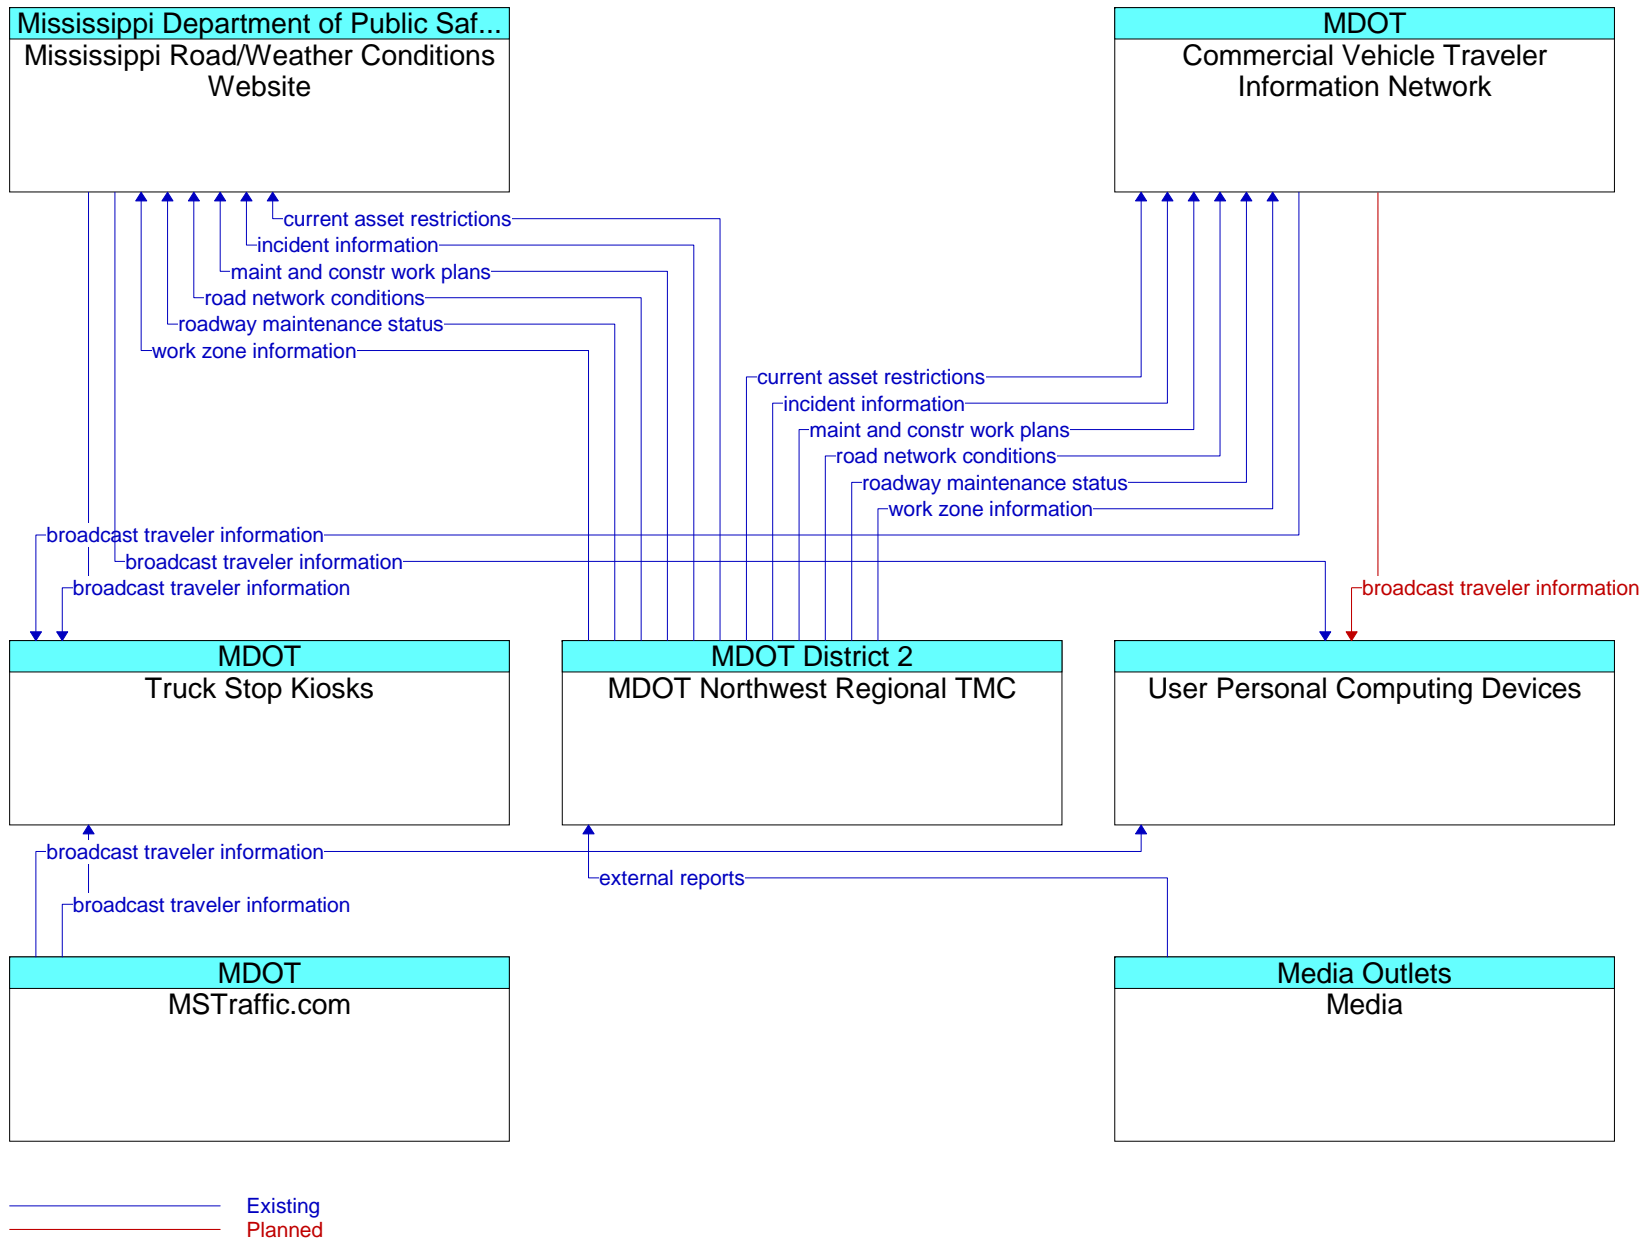 Mississippi Department of Public Saf...
Mississippi Road/Weather Conditions
Website
MDOT
Commercial Vehicle Traveler
Information Network
current asset restrictions
incident information
maint and constr work plans
road network conditions
roadway maintenance status
work zone information
current asset restrictions
incident information
maint and constr work plans
road network conditions
roadway maintenance status
work zone information
broadcast traveler information
broadcast traveler information
broadcast traveler information
broadcast traveler information
MDOT
Truck Stop Kiosks
MDOT District 2
MDOT Northwest Regional TMC
User Personal Computing Devices
broadcast traveler information
external reports
broadcast traveler information
MDOT
MSTraffic.com
Media Outlets
Media
Existing
Planned